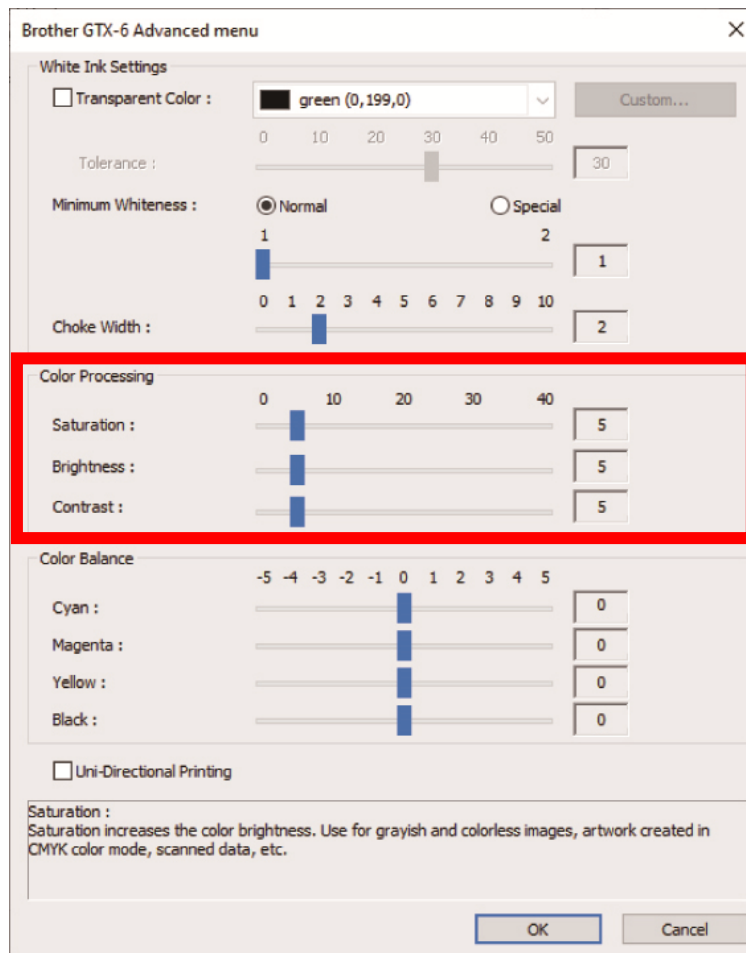 Brother GTX-6 Advanced menu
White Ink Settings
Transparent Color : green (0,199,0) Custom...
0 10 20 30 40 50
Tolerance : 30
Minimum Whiteness : Normal Special
1 2
1
0 1 2 3 4 5 6 7 8 9 10
Choke Width : 2
Color Processing
0 10 20 30 40
Saturation : 5
Brightness : 5
Contrast : 5
Color Balance
-5 -4 -3 -2 -1 0 1 2 3 4 5
Cyan : 0
Magenta : 0
Yellow : 0
Black : 0
Uni-Directional Printing
Saturation :
Saturation increases the color brightness. Use for grayish and colorless images, artwork created in
CMYK color mode, scanned data, etc.
OK Cancel